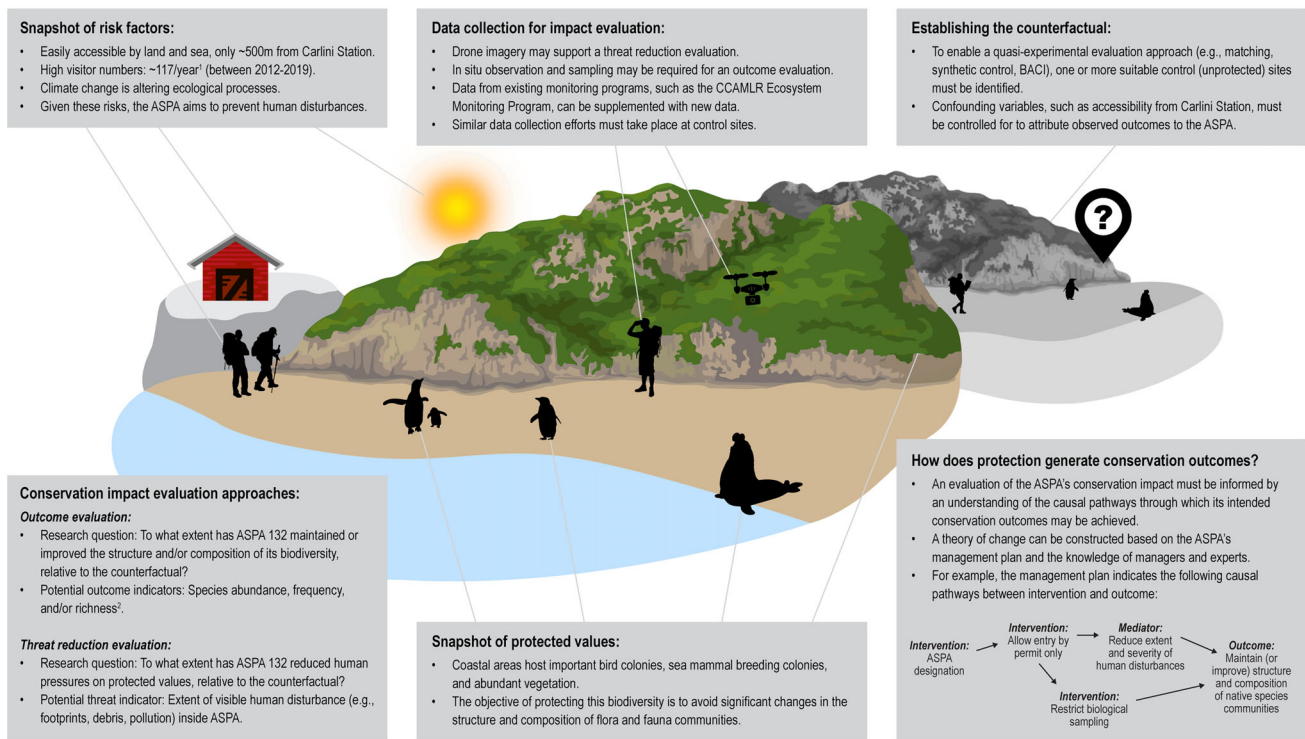 Snapshot of risk factors:
• Easily accessible by land and sea, only ~500m from Carlini Station.
• High visitor numbers: ~117/year¹ (between 2012-2019).
• Climate change is altering ecological processes.
• Given these risks, the ASPA aims to prevent human disturbances.
Data collection for impact evaluation:
• Drone imagery may support a threat reduction evaluation.
• In situ observation and sampling may be required for an outcome evaluation.
• Data from existing monitoring programs, such as the CCAMLR Ecosystem
Monitoring Program, can be supplemented with new data.
• Similar data collection efforts must take place at control sites.
Establishing the counterfactual:
• To enable a quasi-experimental evaluation approach (e.g., matching,
synthetic control, BACI), one or more suitable control (unprotected) sites
must be identified.
• Confounding variables, such as accessibility from Carlini Station, must
be controlled for to attribute observed outcomes to the ASPA.
?
Conservation impact evaluation approaches:
Outcome evaluation:
• Research question: To what extent has ASPA 132 maintained or
improved the structure and/or composition of its biodiversity,
relative to the counterfactual?
• Potential outcome indicators: Species abundance, frequency,
and/or richness².
Threat reduction evaluation:
• Research question: To what extent has ASPA 132 reduced human
pressures on protected values, relative to the counterfactual?
• Potential threat indicator: Extent of visible human disturbance (e.g.,
footprints, debris, pollution) inside ASPA.
Snapshot of protected values:
• Coastal areas host important bird colonies, sea mammal breeding colonies,
and abundant vegetation.
• The objective of protecting this biodiversity is to avoid significant changes in the
structure and composition of flora and fauna communities.
How does protection generate conservation outcomes?
• An evaluation of the ASPA's conservation impact must be informed by
an understanding of the causal pathways through which its intended
conservation outcomes may be achieved.
• A theory of change can be constructed based on the ASPA's
management plan and the knowledge of managers and experts.
• For example, the management plan indicates the following causal
pathways between intervention and outcome:
Intervention:
ASPA
designation
Intervention:
Allow entry by
permit only
Mediator:
Reduce extent
and severity of
human disturbances
Intervention:
Restrict biological
sampling
Outcome:
Maintain (or
improve) structure
and composition
of native species
communities